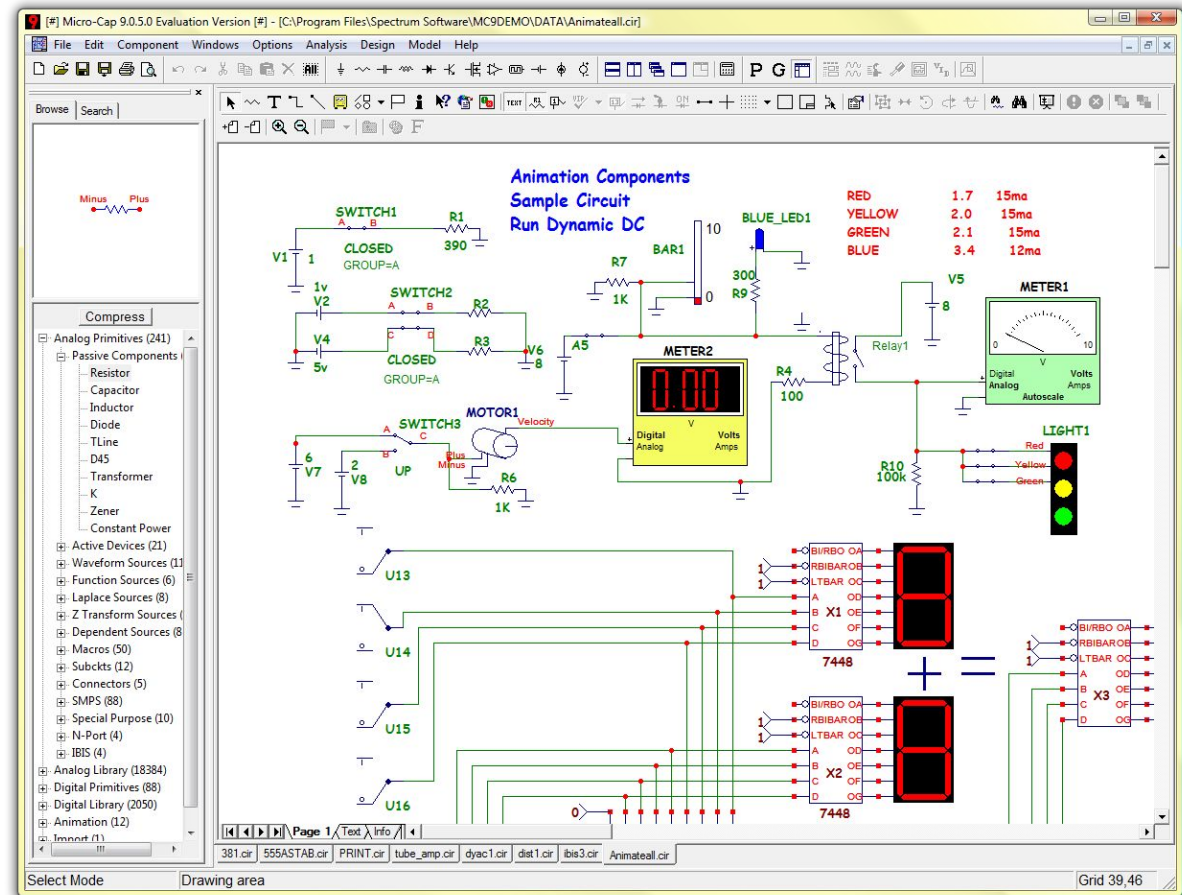 [#] Micro-Cap 9.0.5.0 Evaluation Version [#] - [C:\Program Files\Spectrum Software\MC9DEMO\DATA\Animateall.cir]
File Edit Component Windows Options Analysis Design Model Help
P G
T TEXT
F
Browse Search
Minus Plus
Compress
Analog Primitives (241)
Passive Components (
Resistor
Capacitor
Inductor
Diode
TLine
D45
Transformer
K
Zener
Constant Power
Active Devices (21)
Waveform Sources (11
Function Sources (6)
Laplace Sources (8)
Z Transform Sources (
Dependent Sources (8
Macros (50)
Subckts (12)
Connectors (5)
SMPS (88)
Special Purpose (10)
N-Port (4)
IBIS (4)
Analog Library (18384)
Digital Primitives (88)
Digital Library (2050)
Animation (12)
Import (1)
Animation Components
Sample Circuit
Run Dynamic DC
RED 1.7 15ma
YELLOW 2.0 15ma
GREEN 2.1 15ma
BLUE 3.4 12ma
SWITCH1
A B
R1
390
V1 1
CLOSED
GROUP=A
1v
V2
SWITCH2
A B
R2
V4
5v
C D
R3
CLOSED
GROUP=A
V6
8
R7
1K
BAR1
10
0
BLUE_LED1
+
300
R9
A5
METER2
0.00
V
Digital Volts
Analog Amps
+
R4
100
Relay1
V5
8
METER1
0 10
V
Digital Volts
Analog Amps
Autoscale
+
SWITCH3
A C
B
UP
6
V7
2
V8
MOTOR1
Velocity
Plus
Minus
R6
1K
R10
100k
LIGHT1
Red
Yellow
Green
U13
U14
U15
U16
1
1
BI/RBO OA
RBIBAR OB
LTBAR OC
A OD
B OE
C OF
D OG
X1
7448
8
+ =
1
1
BI/RBO OA
RBIBAR OB
LTBAR OC
A OD
B OE
C OF
D OG
X2
7448
8
0
1
1
BI/RBO OA
RBIBAR OB
LTBAR OC
A OD
B OE
C OF
D OG
X3
Page 1 Text Info
381.cir 555ASTAB.cir PRINT.cir tube_amp.cir dyac1.cir dist1.cir ibis3.cir Animateall.cir
Select Mode Drawing area Grid 39,46